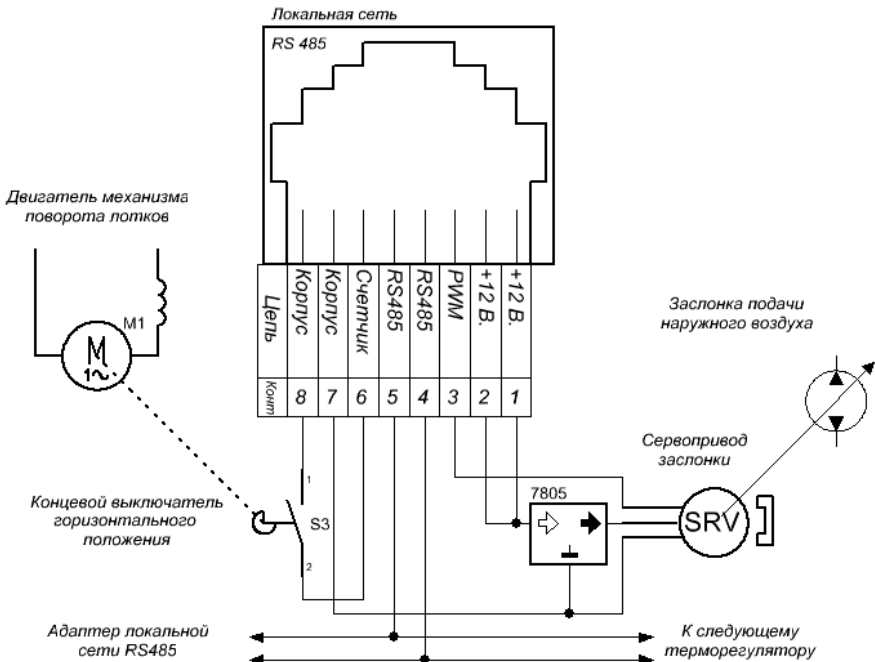 Локальная сеть
RS 485
Двигатель механизма
поворота лотков
M1
M
1~
Цепь
Корпус
Корпус
Счетчик
RS485
RS485
PWM
+12 В.
+12 В.
Конт
8
7
6
5
4
3
2
1
Заслонка подачи
наружного воздуха
Сервопривод
заслонки
7805
SRV
Концевой выключатель
горизонтального
положения
1
S3
2
Адаптер локальной
сети RS485
К следующему
терморегулятору